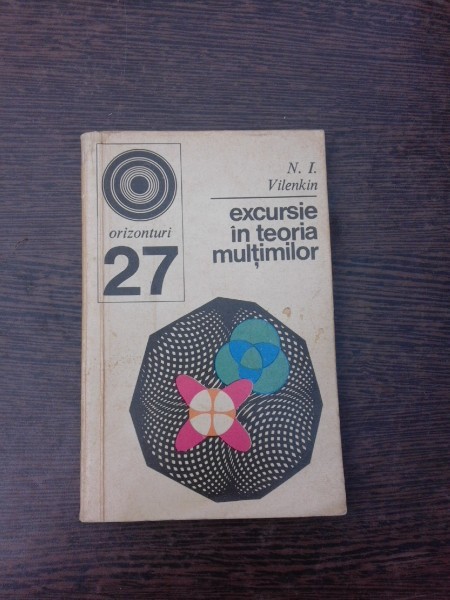 orizonturi
27
N. I.
Vilenkin
excursie
în teoria
mulțimilor